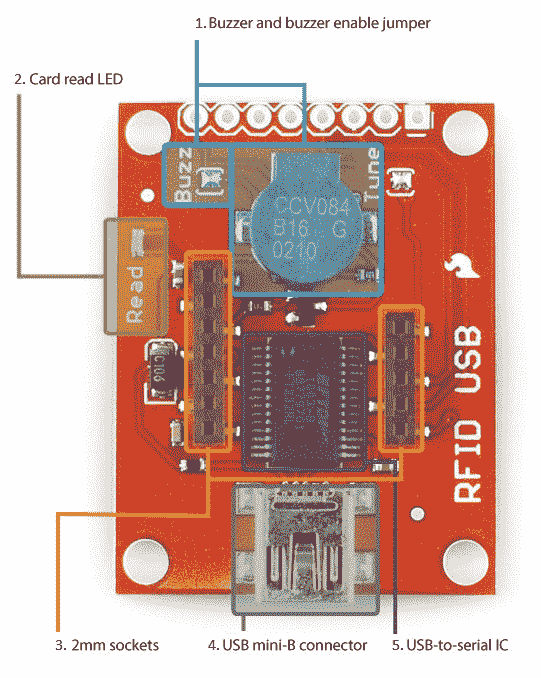 1. Buzzer and buzzer enable jumper
2. Card read LED
Buzz
Tune
CCV084
B16 G
0210
Read
RFID USB
3. 2mm sockets
4. USB mini-B connector
5. USB-to-serial IC